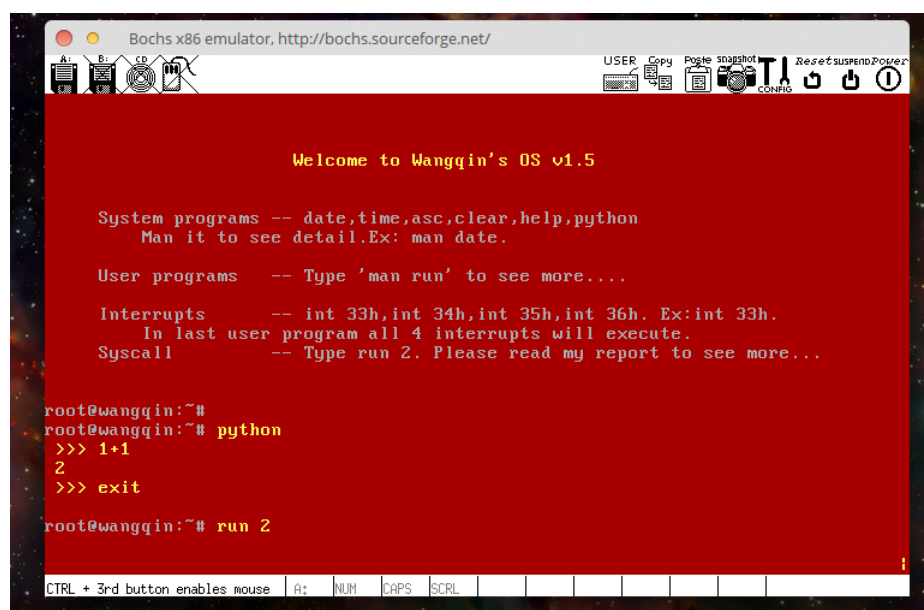 Bochs x86 emulator, http://bochs.sourceforge.net/
A: B: CD USER Copy Paste snapshot CONFIG Reset SUSPEND Power
Welcome to Wangqin's OS v1.5
System programs -- date,time,asc,clear,help,python
Man it to see detail.Ex: man date.
User programs -- Type 'man run' to see more....
Interrupts -- int 33h,int 34h,int 35h,int 36h. Ex:int 33h.
In last user program all 4 interrupts will execute.
Syscall -- Type run 2. Please read my report to see more...
root@wangqin:~#
root@wangqin:~# python
>>> 1+1
2
>>> exit
root@wangqin:~# run 2
CTRL + 3rd button enables mouse A: NUM CAPS SCRL